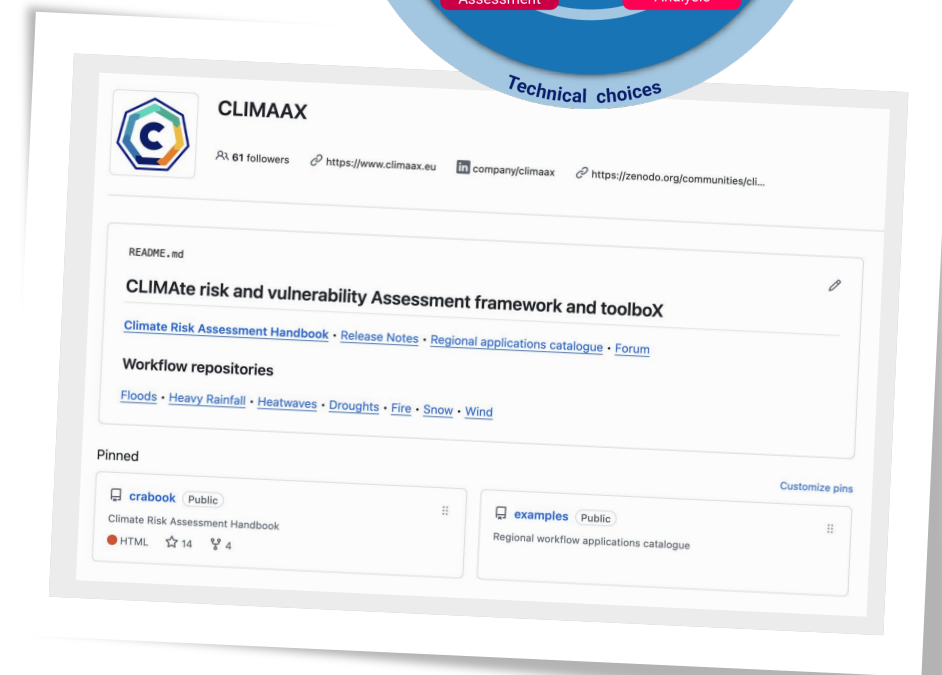 Assessment
Analysis
Technical choices
C
CLIMAAX
61 followers https://www.climaax.eu in company/climaax https://zenodo.org/communities/cli...
README.md
CLIMAte risk and vulnerability Assessment framework and toolboX
Climate Risk Assessment Handbook • Release Notes • Regional applications catalogue • Forum
Workflow repositories
Floods • Heavy Rainfall • Heatwaves • Droughts • Fire • Snow • Wind
Pinned
Customize pins
crabook Public
Climate Risk Assessment Handbook
HTML 14 4
examples Public
Regional workflow applications catalogue